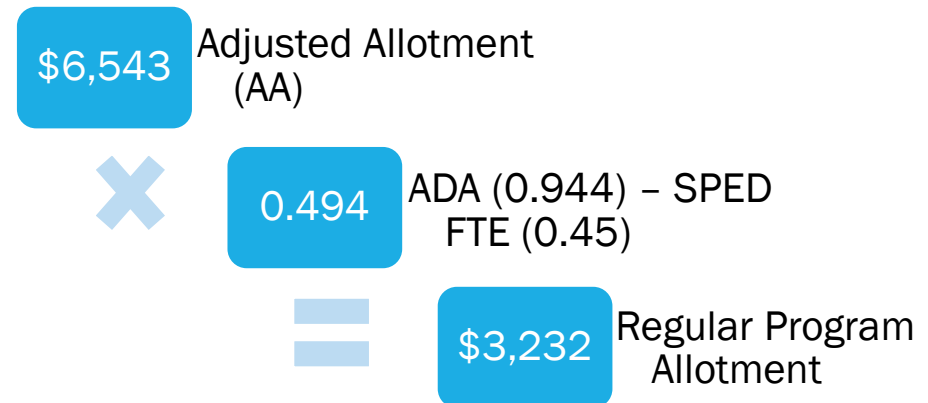 $6,543 Adjusted Allotment
(AA)
0.494 ADA (0.944) – SPED
FTE (0.45)
$3,232 Regular Program
Allotment